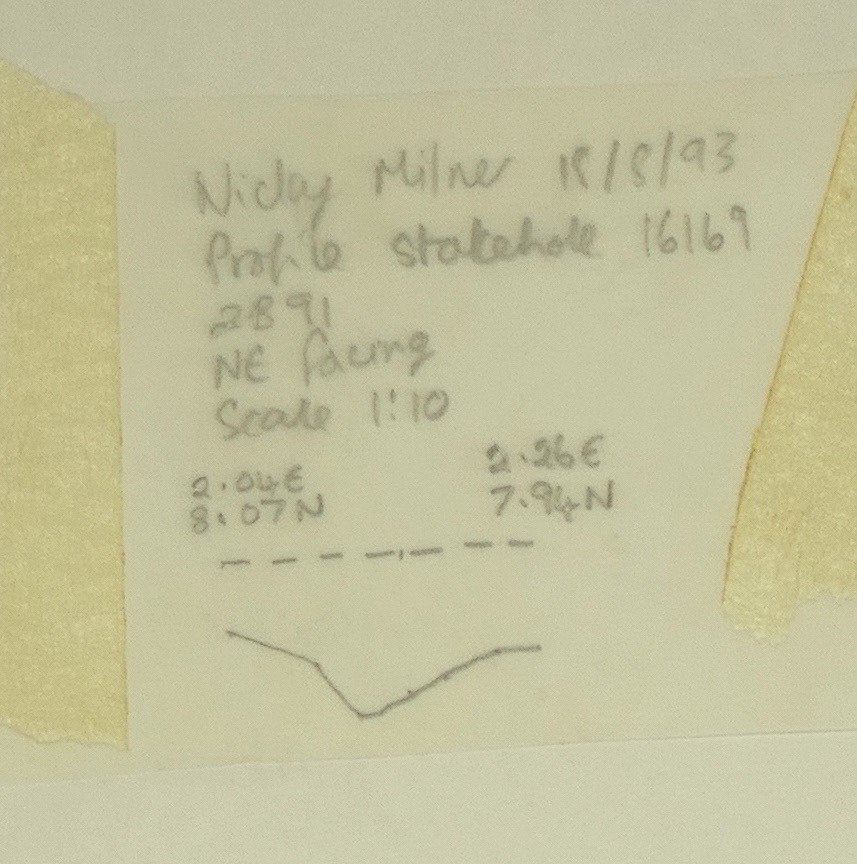 Nicky Milner 18/8/93
Profile stakehole 16169
2891
NE facing
Scale 1:10
2.04E
8.07N
2.26E
7.94N